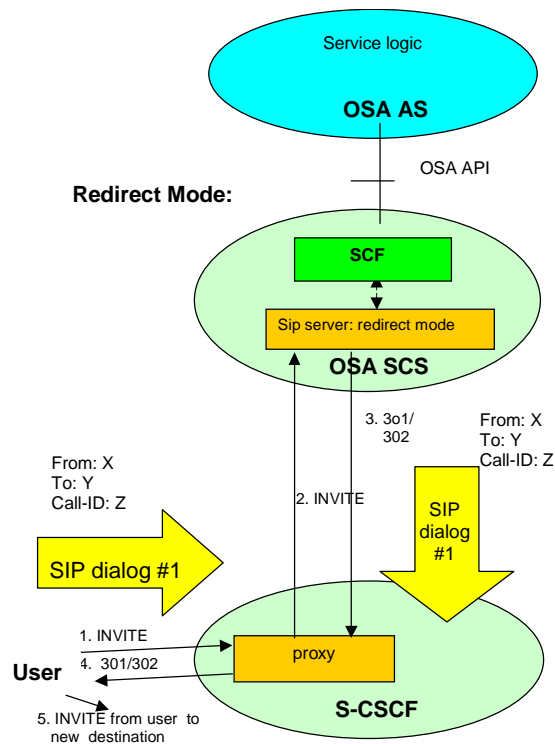 Service logic
OSA AS
OSA API
Redirect Mode:
SCF
Sip server: redirect mode
OSA SCS
3. 3o1/
302
From: X
To: Y
Call-ID: Z
From: X
To: Y
Call-ID: Z
2. INVITE
SIP
dialog
#1
SIP dialog #1
1. INVITE
proxy
4. 301/302
User
S-CSCF
5. INVITE from user to
new destination